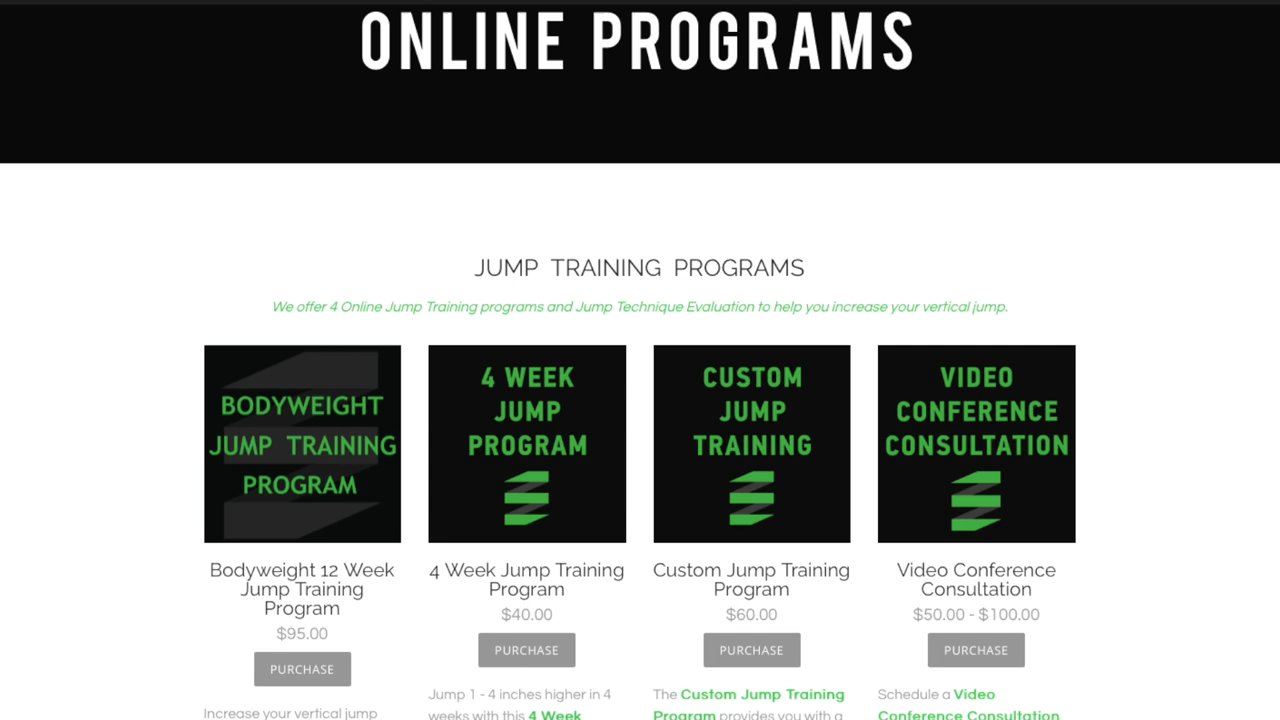 ONLINE PROGRAMS
JUMP TRAINING PROGRAMS
We offer 4 Online Jump Training programs and Jump Technique Evaluation to help you increase your vertical jump.
BODYWEIGHT
JUMP TRAINING
PROGRAM
Bodyweight 12 Week
Jump Training
Program
$95.00
PURCHASE
Increase your vertical jump
4 WEEK
JUMP
PROGRAM
4 Week Jump Training
Program
$40.00
PURCHASE
Jump 1 - 4 inches higher in 4
weeks with this 4 Week
CUSTOM
JUMP
TRAINING
Custom Jump Training
Program
$60.00
PURCHASE
The Custom Jump Training
Program provides you with a
VIDEO
CONFERENCE
CONSULTATION
Video Conference
Consultation
$50.00 - $100.00
PURCHASE
Schedule a Video
Conference Consultation